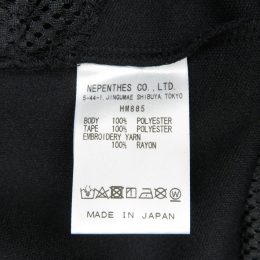 NEPENTHES CO., LTD.
5-44-1, JINGUMAE SHIBUYA, TOKYO
HM885
BODY 100% POLYESTER
TAPE 100% POLYESTER
EMBROIDERY YARN
100% RAYON
MADE IN JAPAN